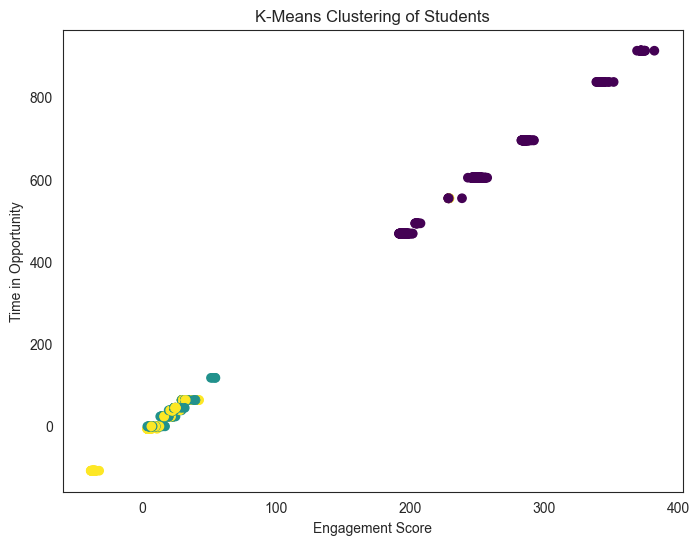 K-Means Clustering of Students
Time in Opportunity
800
600
400
200
0
0 100 200 300 400
Engagement Score